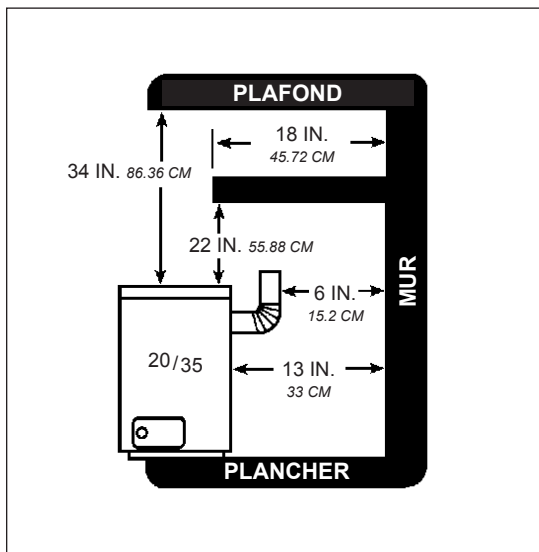 PLAFOND
18 IN.
45.72 CM
34 IN. 86.36 CM
22 IN. 55.88 CM
6 IN.
15.2 CM
MUR
20/35
13 IN.
33 CM
PLANCHER